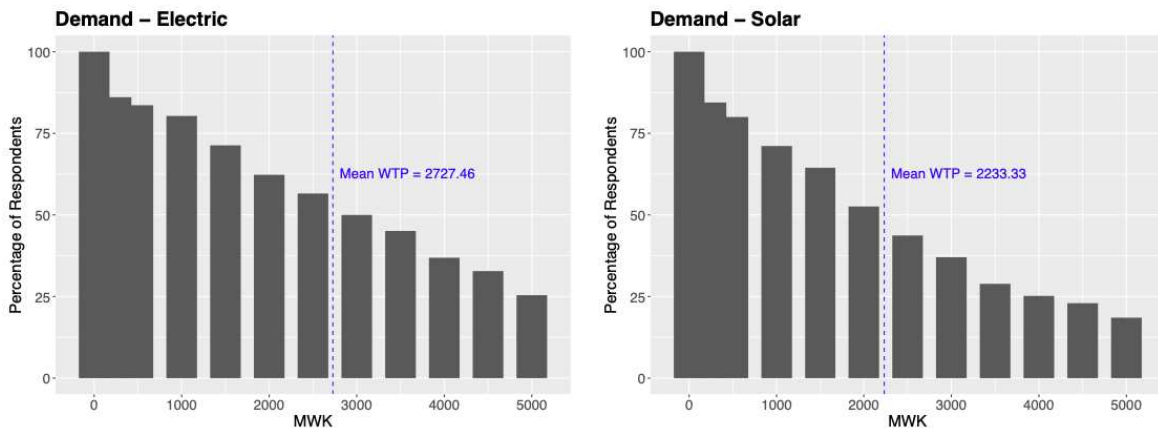 Demand – Electric
Percentage of Respondents
100
75
50
25
0
Mean WTP = 2727.46
0 1000 2000 3000 4000 5000
MWK
Demand – Solar
Percentage of Respondents
100
75
50
25
0
Mean WTP = 2233.33
0 1000 2000 3000 4000 5000
MWK